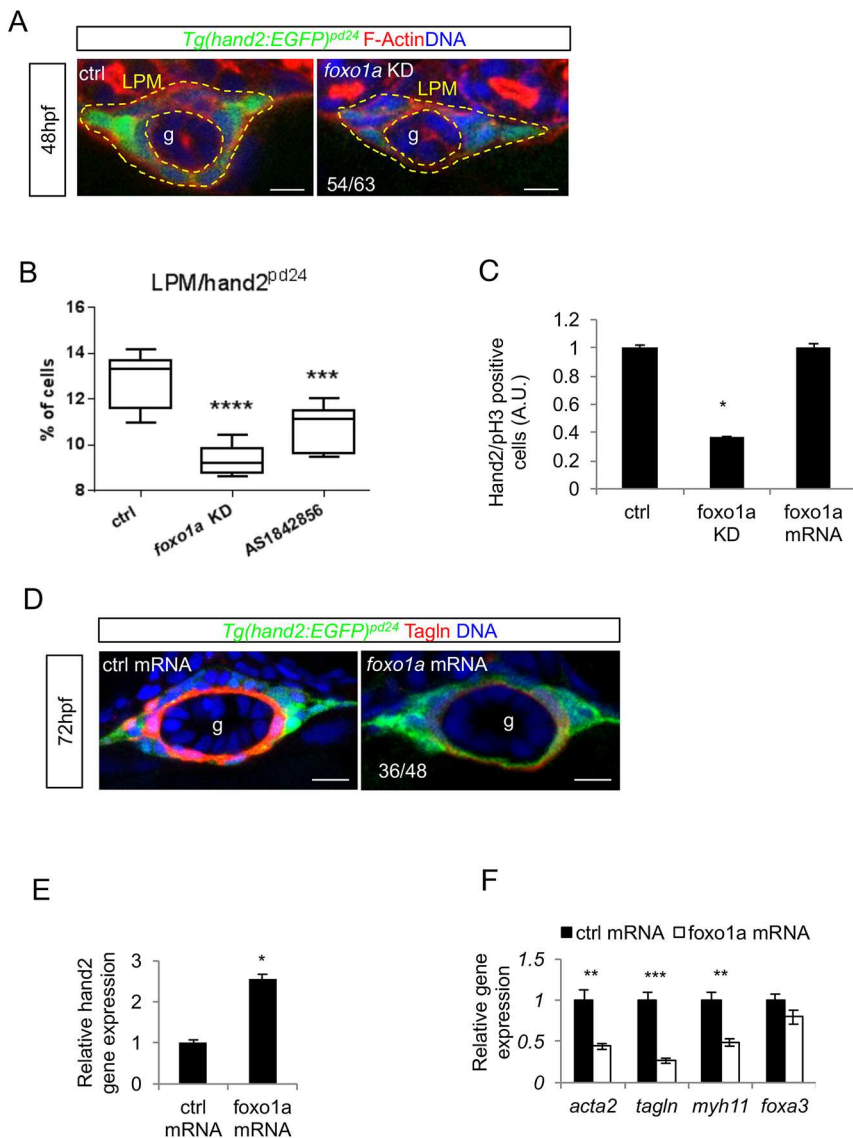 A
Tg(hand2:EGFP)pd24 F-ActinDNA
48hpf
ctrl
LPM
g
foxo1a KD
LPM
g
54/63
B
LPM/hand2pd24
% of cells
16
14
12
10
8
****
***
ctrl
foxo1a KD
AS1842856
C
Hand2/pH3 positive
cells (A.U.)
1.2
1
0.8
0.6
0.4
0.2
0
*
ctrl
foxo1a
KD
foxo1a
mRNA
D
Tg(hand2:EGFP)pd24 Tagln DNA
72hpf
ctrl mRNA
g
foxo1a mRNA
g
36/48
E
Relative hand2
gene expression
3
2
1
0
*
ctrl
mRNA
foxo1a
mRNA
F
ctrl mRNA foxo1a mRNA
Relative gene
expression
1.5
1
0.5
0
** *** **
acta2 tagln myh11 foxa3